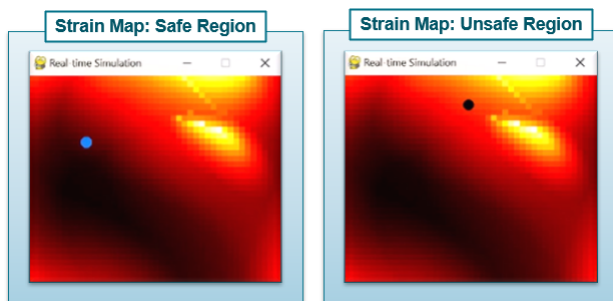 Strain Map: Safe Region
Real-time Simulation
Strain Map: Unsafe Region
Real-time Simulation